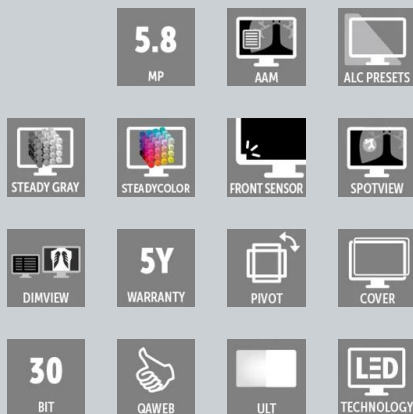 5.8
MP
AAM
ALC PRESETS
STEADY GRAY
STEADYCOLOR
FRONT SENSOR
SPOTVIEW
DIMVIEW
5Y
WARRANTY
PIVOT
COVER
30
BIT
QAWEB
ULT
LED
TECHNOLOGY